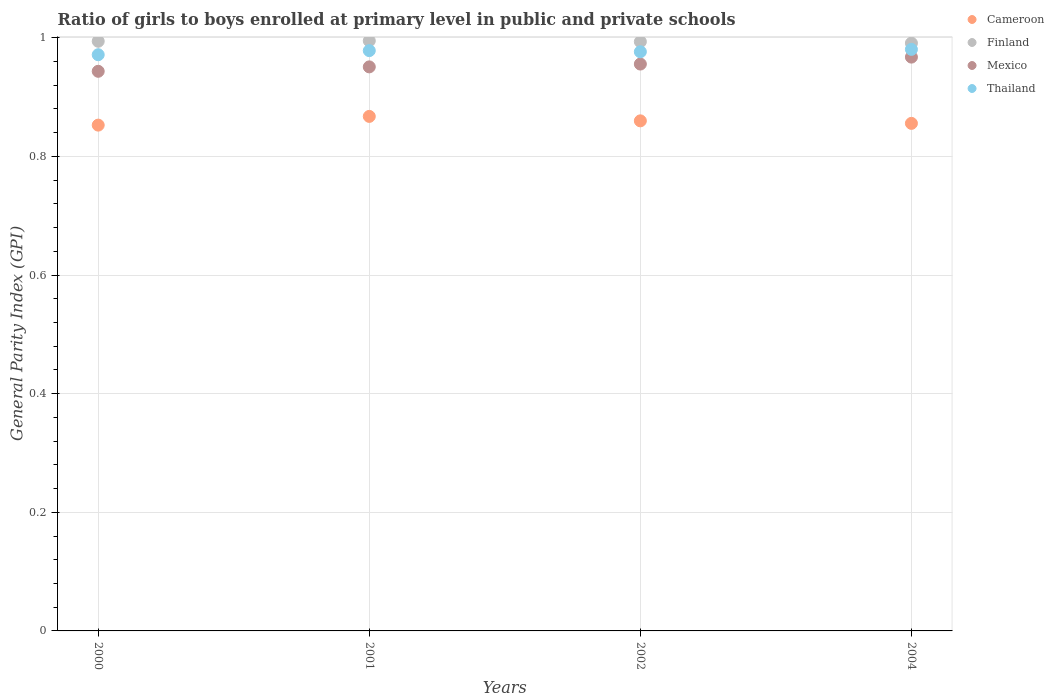 Ratio of girls to boys enrolled at primary level in public and private schools
Cameroon
Finland
Mexico
Thailand
General Parity Index (GPI)
1
0.8
0.6
0.4
0.2
0
2000
2001
2002
2004
Years